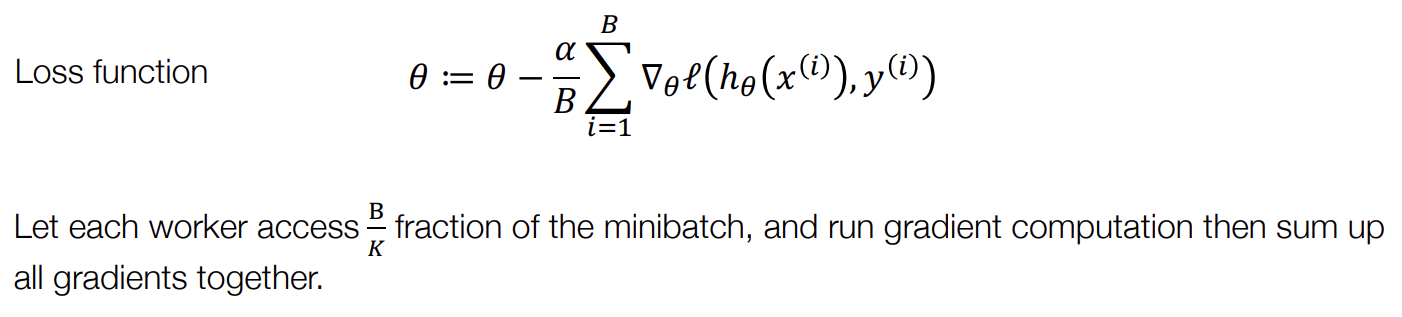 Loss function θ ≔ θ − α/B ∑_{i=1}^{B} ∇_θ ℓ(h_θ(x^{(i)}), y^{(i)})
Let each worker access B/K fraction of the minibatch, and run gradient computation then sum up
all gradients together.